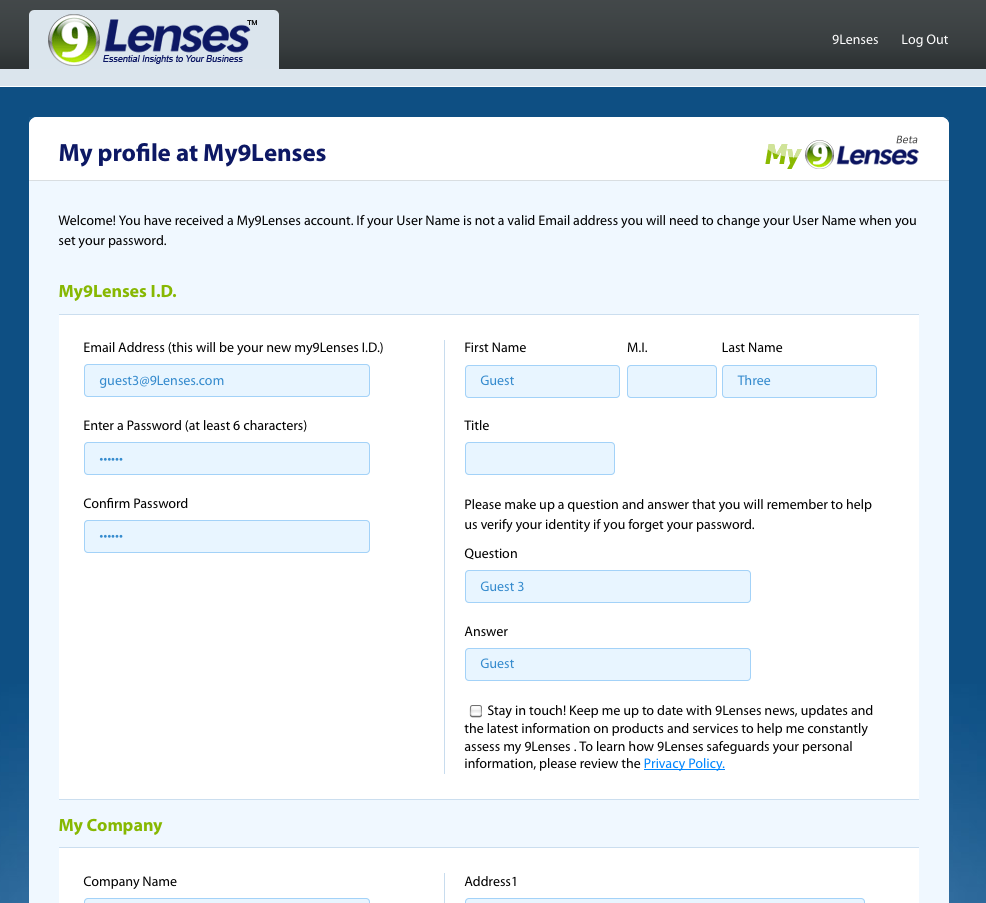 9 Lenses™
Essential Insights to Your Business
9Lenses Log Out
My profile at My9Lenses
Beta
My 9 Lenses
Welcome! You have received a My9Lenses account. If your User Name is not a valid Email address you will need to change your User Name when you
set your password.
My9Lenses I.D.
Email Address (this will be your new my9Lenses I.D.)
guest3@9Lenses.com
Enter a Password (at least 6 characters)
••••••
Confirm Password
••••••
First Name M.I. Last Name
Guest Three
Title
Please make up a question and answer that you will remember to help
us verify your identity if you forget your password.
Question
Guest 3
Answer
Guest
Stay in touch! Keep me up to date with 9Lenses news, updates and
the latest information on products and services to help me constantly
assess my 9Lenses . To learn how 9Lenses safeguards your personal
information, please review the Privacy Policy.
My Company
Company Name Address1